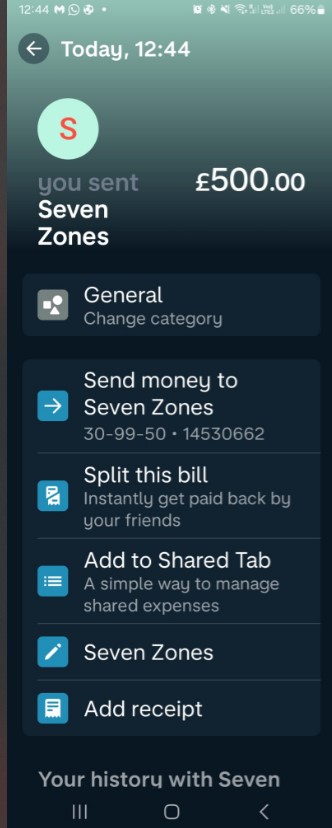 12:44
66%
Today, 12:44
S
you sent
£500.00
Seven
Zones
General
Change category
Send money to
Seven Zones
30-99-50 • 14530662
Split this bill
Instantly get paid back by
your friends
Add to Shared Tab
A simple way to manage
shared expenses
Seven Zones
Add receipt
Your history with Seven